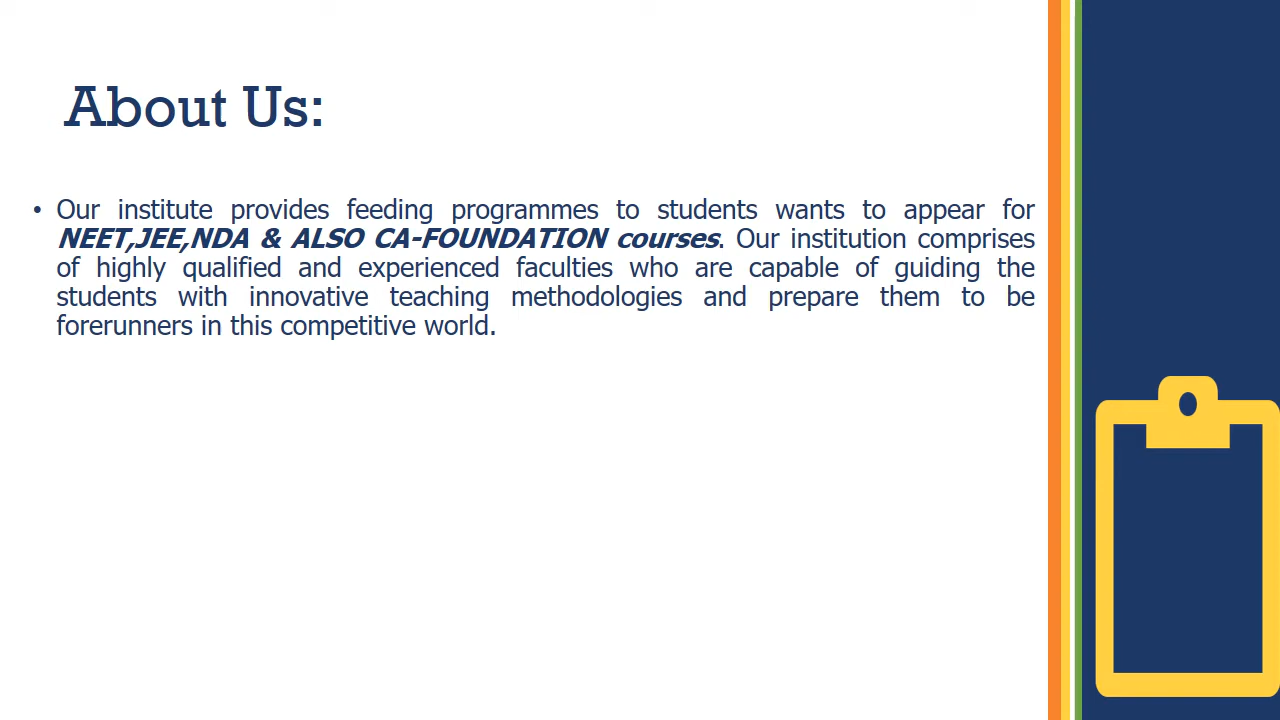 About Us:
• Our institute provides feeding programmes to students wants to appear for
NEET,JEE,NDA & ALSO CA-FOUNDATION courses. Our institution comprises
of highly qualified and experienced faculties who are capable of guiding the
students with innovative teaching methodologies and prepare them to be
forerunners in this competitive world.